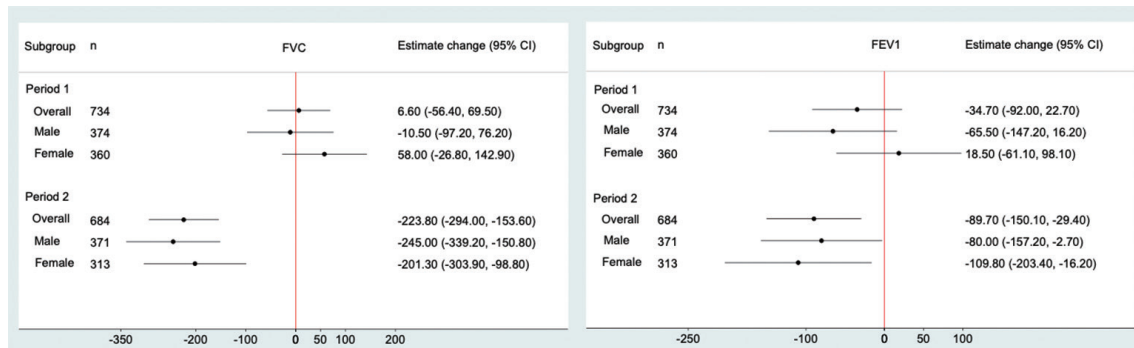 Subgroup n FVC Estimate change (95% CI)
Period 1
Overall 734 6.60 (-56.40, 69.50)
Male 374 -10.50 (-97.20, 76.20)
Female 360 58.00 (-26.80, 142.90)
Period 2
Overall 684 -223.80 (-294.00, -153.60)
Male 371 -245.00 (-339.20, -150.80)
Female 313 -201.30 (-303.90, -98.80)
-350 -200 -100 0 50 100 200
Subgroup n FEV1 Estimate change (95% CI)
Period 1
Overall 734 -34.70 (-92.00, 22.70)
Male 374 -65.50 (-147.20, 16.20)
Female 360 18.50 (-61.10, 98.10)
Period 2
Overall 684 -89.70 (-150.10, -29.40)
Male 371 -80.00 (-157.20, -2.70)
Female 313 -109.80 (-203.40, -16.20)
-250 -100 0 50 100